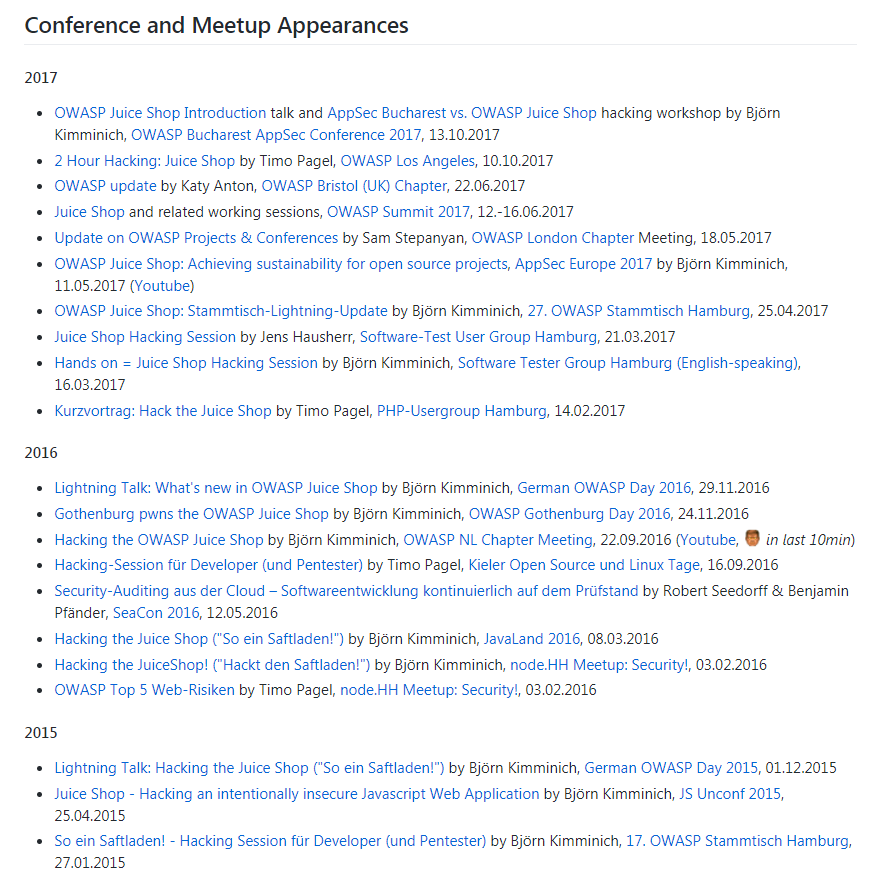 Conference and Meetup Appearances
2017
OWASP Juice Shop Introduction talk and AppSec Bucharest vs. OWASP Juice Shop hacking workshop by Björn
Kimminich, OWASP Bucharest AppSec Conference 2017, 13.10.2017
2 Hour Hacking: Juice Shop by Timo Pagel, OWASP Los Angeles, 10.10.2017
OWASP update by Katy Anton, OWASP Bristol (UK) Chapter, 22.06.2017
Juice Shop and related working sessions, OWASP Summit 2017, 12.-16.06.2017
Update on OWASP Projects & Conferences by Sam Stepanyan, OWASP London Chapter Meeting, 18.05.2017
OWASP Juice Shop: Achieving sustainability for open source projects, AppSec Europe 2017 by Björn Kimminich,
11.05.2017 (Youtube)
OWASP Juice Shop: Stammtisch-Lightning-Update by Björn Kimminich, 27. OWASP Stammtisch Hamburg, 25.04.2017
Juice Shop Hacking Session by Jens Hausherr, Software-Test User Group Hamburg, 21.03.2017
Hands on = Juice Shop Hacking Session by Björn Kimminich, Software Tester Group Hamburg (English-speaking),
16.03.2017
Kurzvortrag: Hack the Juice Shop by Timo Pagel, PHP-Usergroup Hamburg, 14.02.2017
2016
Lightning Talk: What's new in OWASP Juice Shop by Björn Kimminich, German OWASP Day 2016, 29.11.2016
Gothenburg pwns the OWASP Juice Shop by Björn Kimminich, OWASP Gothenburg Day 2016, 24.11.2016
Hacking the OWASP Juice Shop by Björn Kimminich, OWASP NL Chapter Meeting, 22.09.2016 (Youtube, in last 10min)
Hacking-Session für Developer (und Pentester) by Timo Pagel, Kieler Open Source und Linux Tage, 16.09.2016
Security-Auditing aus der Cloud – Softwareentwicklung kontinuierlich auf dem Prüfstand by Robert Seedorff & Benjamin
Pfänder, SeaCon 2016, 12.05.2016
Hacking the Juice Shop ("So ein Saftladen!") by Björn Kimminich, JavaLand 2016, 08.03.2016
Hacking the JuiceShop! ("Hackt den Saftladen!") by Björn Kimminich, node.HH Meetup: Security!, 03.02.2016
OWASP Top 5 Web-Risiken by Timo Pagel, node.HH Meetup: Security!, 03.02.2016
2015
Lightning Talk: Hacking the Juice Shop ("So ein Saftladen!") by Björn Kimminich, German OWASP Day 2015, 01.12.2015
Juice Shop - Hacking an intentionally insecure Javascript Web Application by Björn Kimminich, JS Unconf 2015,
25.04.2015
So ein Saftladen! - Hacking Session für Developer (und Pentester) by Björn Kimminich, 17. OWASP Stammtisch Hamburg,
27.01.2015